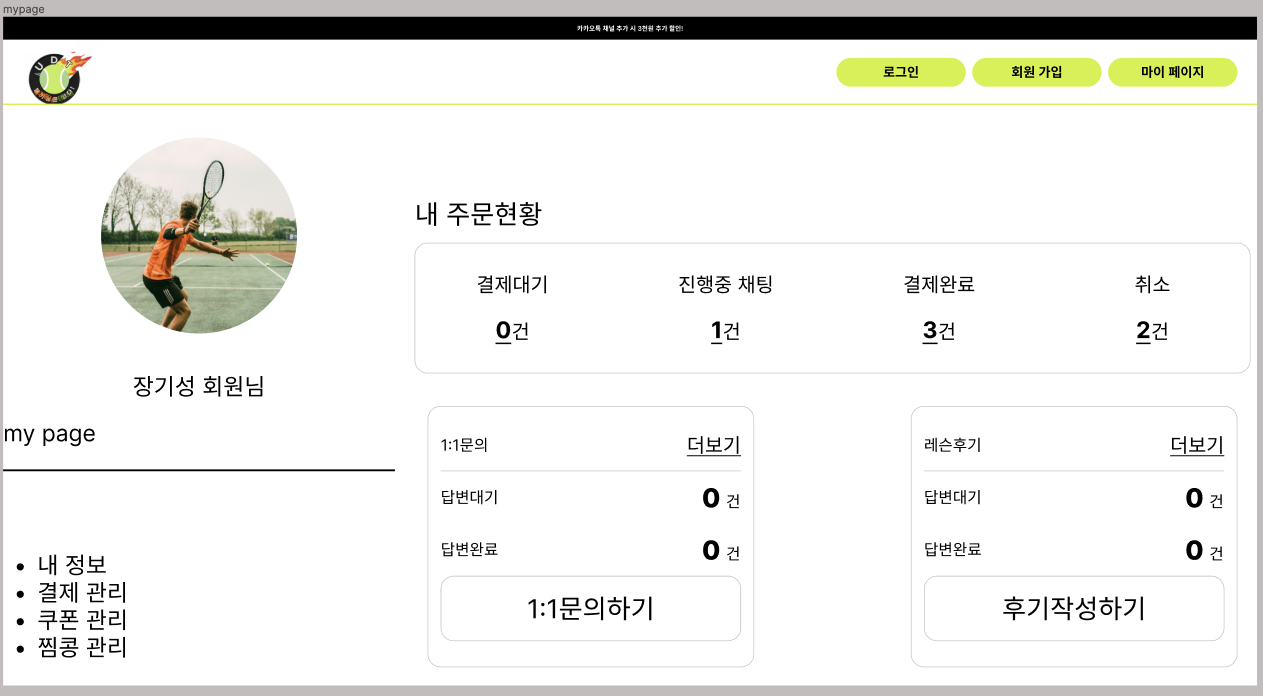 mypage
카카오톡 채널 추가 시 3천원 추가 할인!
UDT
로그인
회원 가입
마이 페이지
장기성 회원님
my page
내 정보
결제 관리
쿠폰 관리
찜콩 관리
내 주문현황
결제대기
진행중 채팅
결제완료
취소
0건
1건
3건
2건
1:1문의
더보기
답변대기
0 건
답변완료
0 건
1:1문의하기
레슨후기
더보기
답변대기
0 건
답변완료
0 건
후기작성하기